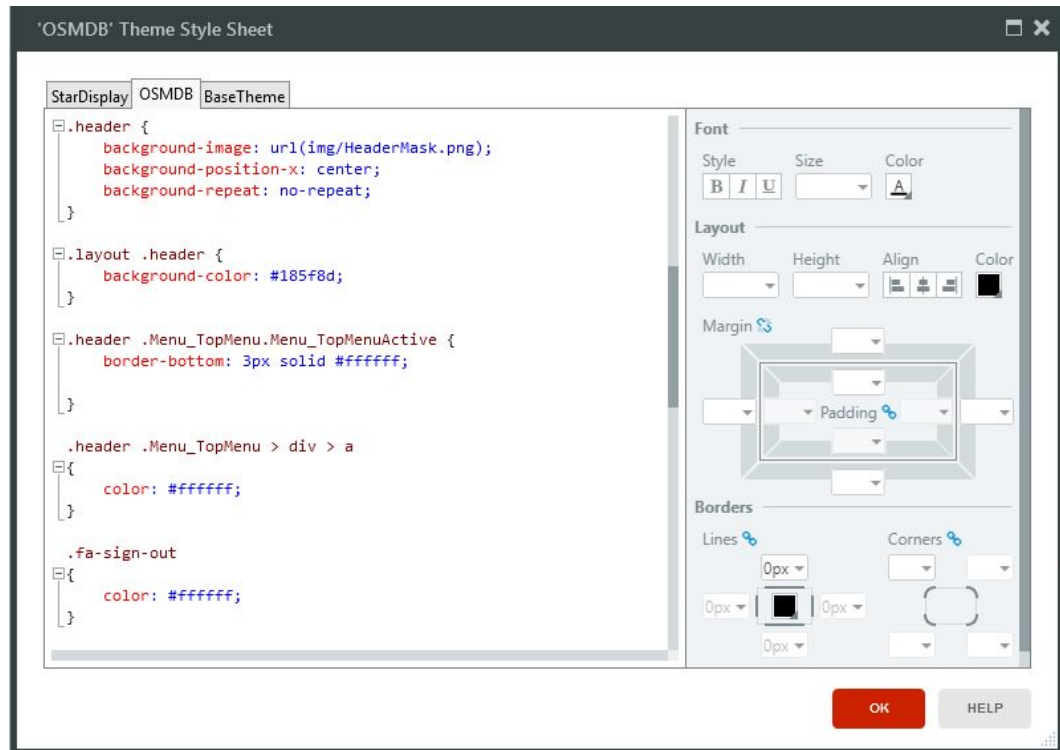 'OSMDB' Theme Style Sheet
StarDisplay OSMDB BaseTheme
.header {
background-image: url(img/HeaderMask.png);
background-position-x: center;
background-repeat: no-repeat;
}
.layout .header {
background-color: #185f8d;
}
.header .Menu_TopMenu.Menu_TopMenuActive {
border-bottom: 3px solid #ffffff;
}
.header .Menu_TopMenu > div > a
{
color: #ffffff;
}
.fa-sign-out
{
color: #ffffff;
}
Font
Style Size Color
B I U A
Layout
Width Height Align Color
Margin
Padding
Borders
Lines Corners
0px
0px 0px
0px
OK HELP